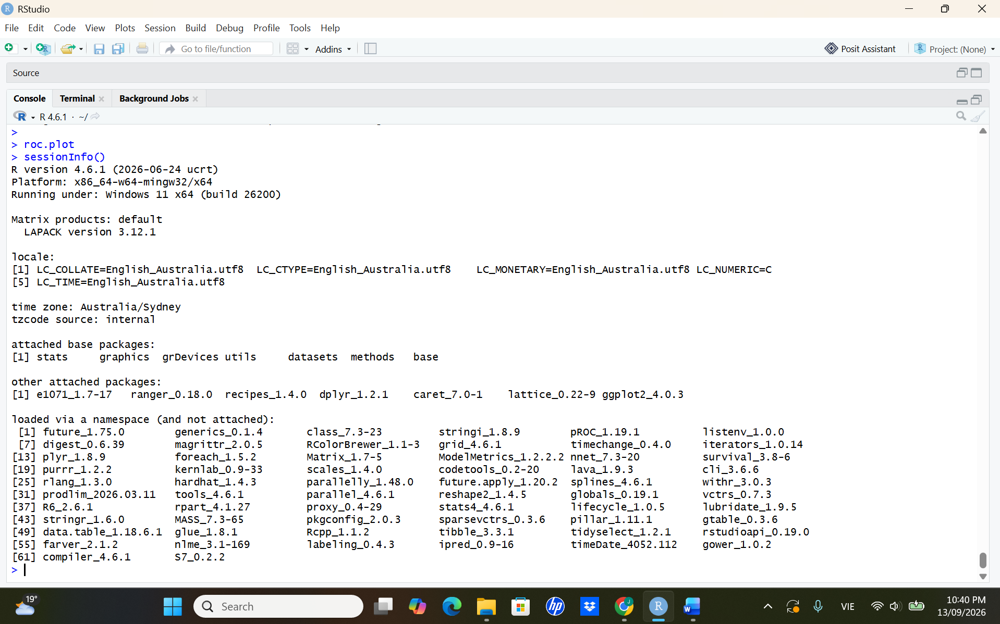 RStudio
File Edit Code View Plots Session Build Debug Profile Tools Help
Go to file/function Addins Posit Assistant Project: (None)
Source
Console Terminal Background Jobs
R 4.6.1 · ~/
>
> roc.plot
> sessionInfo()
R version 4.6.1 (2026-06-24 ucrt)
Platform: x86_64-w64-mingw32/x64
Running under: Windows 11 x64 (build 26200)
Matrix products: default
LAPACK version 3.12.1
locale:
[1] LC_COLLATE=English_Australia.utf8 LC_CTYPE=English_Australia.utf8 LC_MONETARY=English_Australia.utf8 LC_NUMERIC=C
[5] LC_TIME=English_Australia.utf8
time zone: Australia/Sydney
tzcode source: internal
attached base packages:
[1] stats graphics grDevices utils datasets methods base
other attached packages:
[1] e1071_1.7-17 ranger_0.18.0 recipes_1.4.0 dplyr_1.2.1 caret_7.0-1 lattice_0.22-9 ggplot2_4.0.3
loaded via a namespace (and not attached):
[1] future_1.75.0 generics_0.1.4 class_7.3-23 stringi_1.8.9 pROC_1.19.1 listenv_1.0.0
[7] digest_0.6.39 magrittr_2.0.5 RColorBrewer_1.1-3 grid_4.6.1 timechange_0.4.0 iterators_1.0.14
[13] plyr_1.8.9 foreach_1.5.2 Matrix_1.7-5 ModelMetrics_1.2.2.2 nnet_7.3-20 survival_3.8-6
[19] purrr_1.2.2 kernlab_0.9-33 scales_1.4.0 codetools_0.2-20 lava_1.9.3 cli_3.6.6
[25] rlang_1.3.0 hardhat_1.4.3 parallelly_1.48.0 future.apply_1.20.2 splines_4.6.1 withr_3.0.3
[31] prodlim_2026.03.11 tools_4.6.1 parallel_4.6.1 reshape2_1.4.5 globals_0.19.1 vctrs_0.7.3
[37] R6_2.6.1 rpart_4.1.27 proxy_0.4-29 stats4_4.6.1 lifecycle_1.0.5 lubridate_1.9.5
[43] stringr_1.6.0 MASS_7.3-65 pkgconfig_2.0.3 sparsevctrs_0.3.6 pillar_1.11.1 gtable_0.3.6
[49] data.table_1.18.6.1 glue_1.8.1 Rcpp_1.1.2 tibble_3.3.1 tidyselect_1.2.1 rstudioapi_0.19.0
[55] farver_2.1.2 nlme_3.1-169 labeling_0.4.3 ipred_0.9-16 timeDate_4052.112 gower_1.0.2
[61] compiler_4.6.1 S7_0.2.2
>
19° Search VIE 10:40 PM
13/09/2026